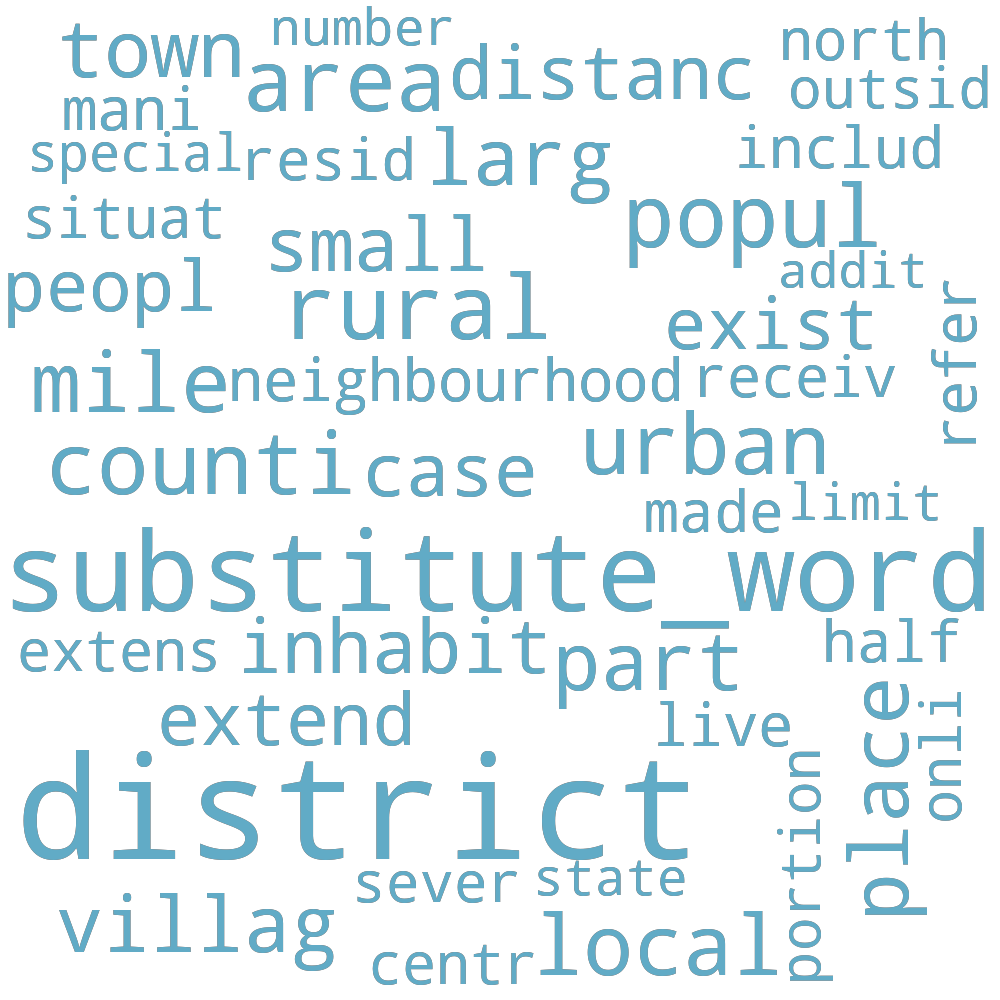 number
town
north
area
distanc
outsid
mani
special
resid
larg
includ
situat
popul
small
peopl
addit
rural
exist
refer
mile
neighbourhood
receiv
counti
case
urban
made
limit
substitute_word
extens
inhabit
part
half
extend
live
place
onli
district
portion
sever
state
villag
centr
local